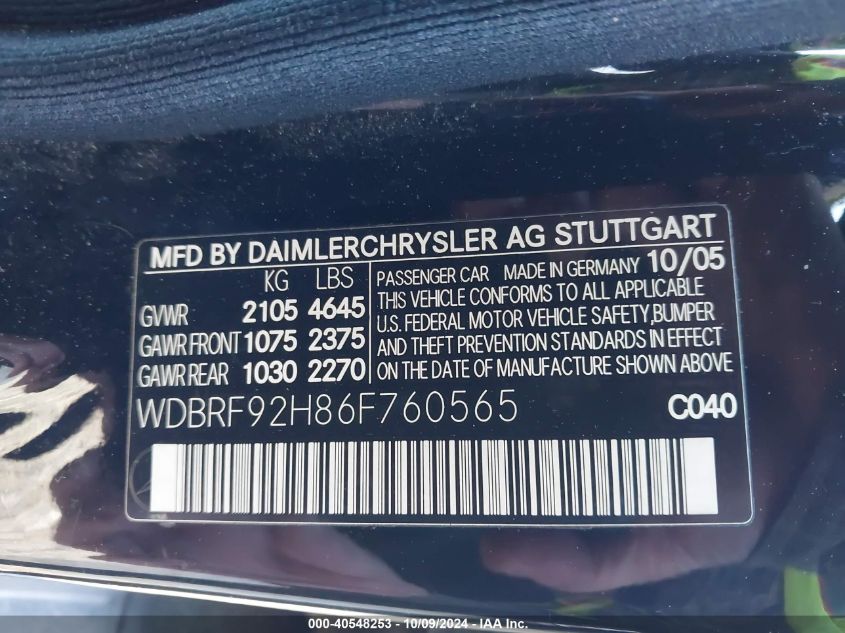 MFD BY DAIMLERCHRYSLER AG STUTTGART
KG LBS
GVWR 2105 4645
GAWR FRONT 1075 2375
GAWR REAR 1030 2270
PASSENGER CAR MADE IN GERMANY 10/05
THIS VEHICLE CONFORMS TO ALL APPLICABLE
U.S. FEDERAL MOTOR VEHICLE SAFETY,BUMPER
AND THEFT PREVENTION STANDARDS IN EFFECT
ON THE DATE OF MANUFACTURE SHOWN ABOVE
WDBRF92H86F760565 C040
000-40548253 - 10/09/2024 - IAA Inc.